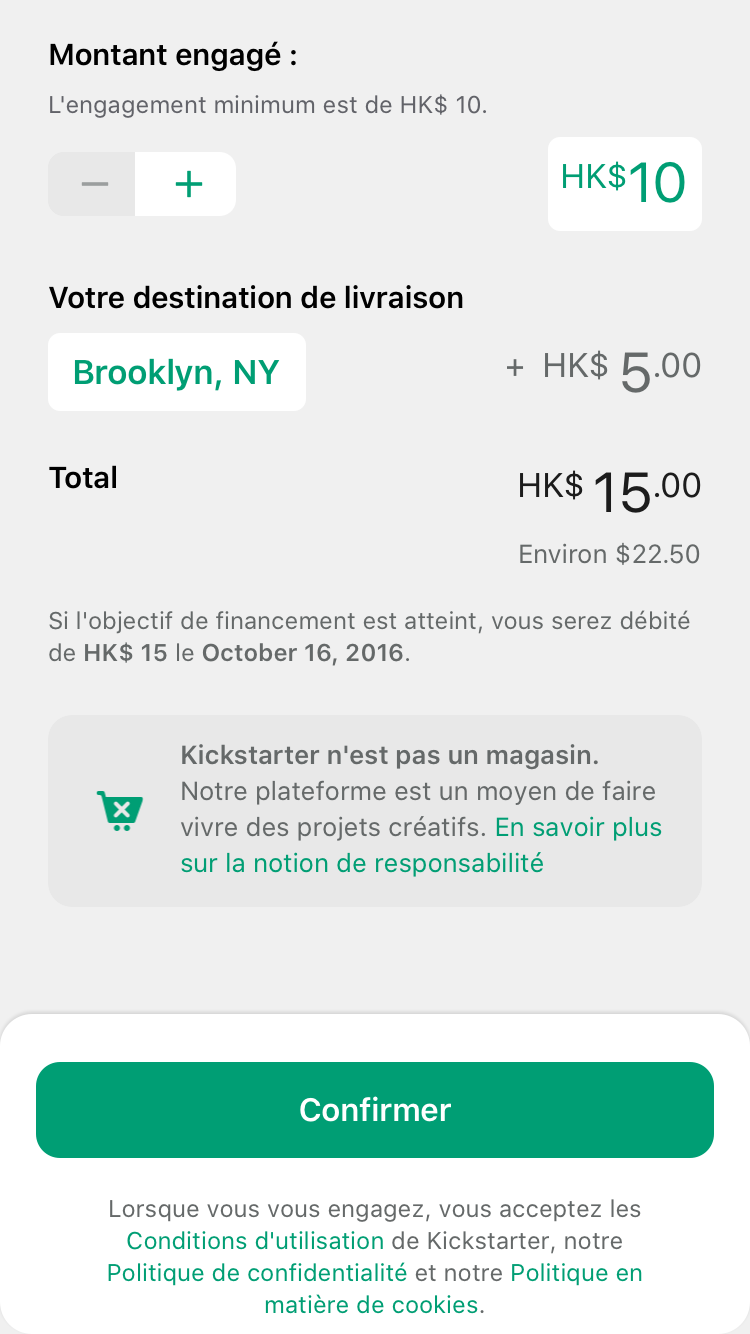 Montant engagé :
L'engagement minimum est de HK$ 10.
HK$10
Votre destination de livraison
Brooklyn, NY
+ HK$ 5.00
Total
HK$ 15.00
Environ $22.50
Si l'objectif de financement est atteint, vous serez débité
de HK$ 15 le October 16, 2016.
Kickstarter n'est pas un magasin.
Notre plateforme est un moyen de faire
vivre des projets créatifs. En savoir plus
sur la notion de responsabilité
Confirmer
Lorsque vous vous engagez, vous acceptez les
Conditions d'utilisation de Kickstarter, notre
Politique de confidentialité et notre Politique en
matière de cookies.